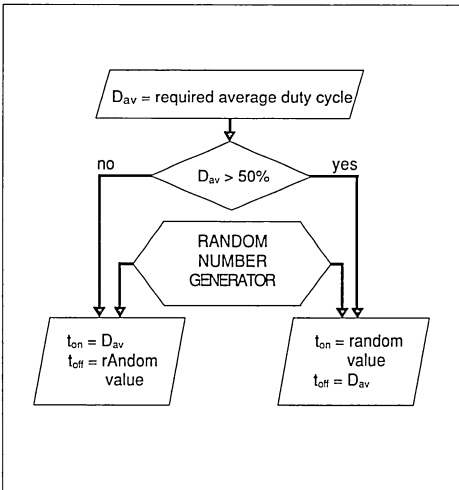 D_av = required average duty cycle
no
yes
D_av > 50%
RANDOM
NUMBER
GENERATOR
t_on = D_av
t_off = rAndom
value
t_on = random
value
t_off = D_av